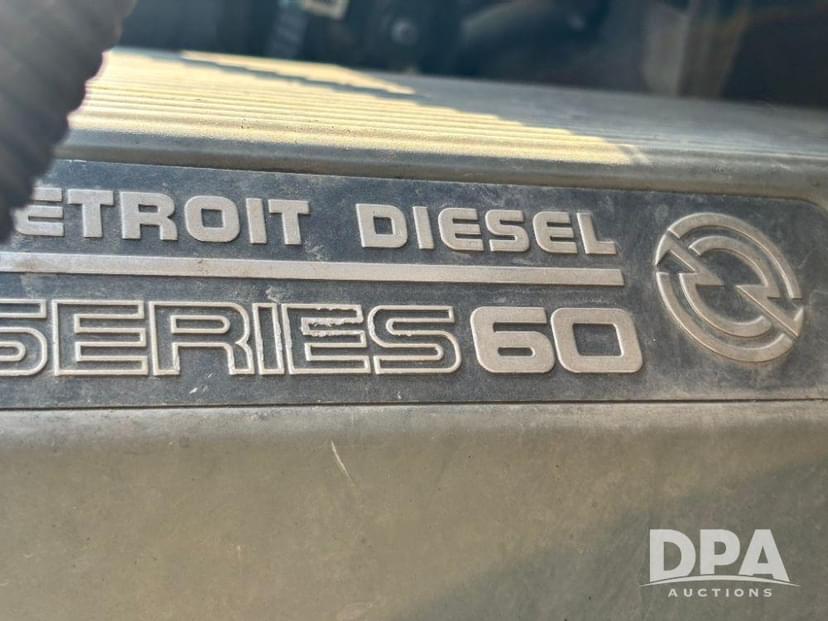 ETROIT DIESEL
SERIES 60
DPA
AUCTIONS